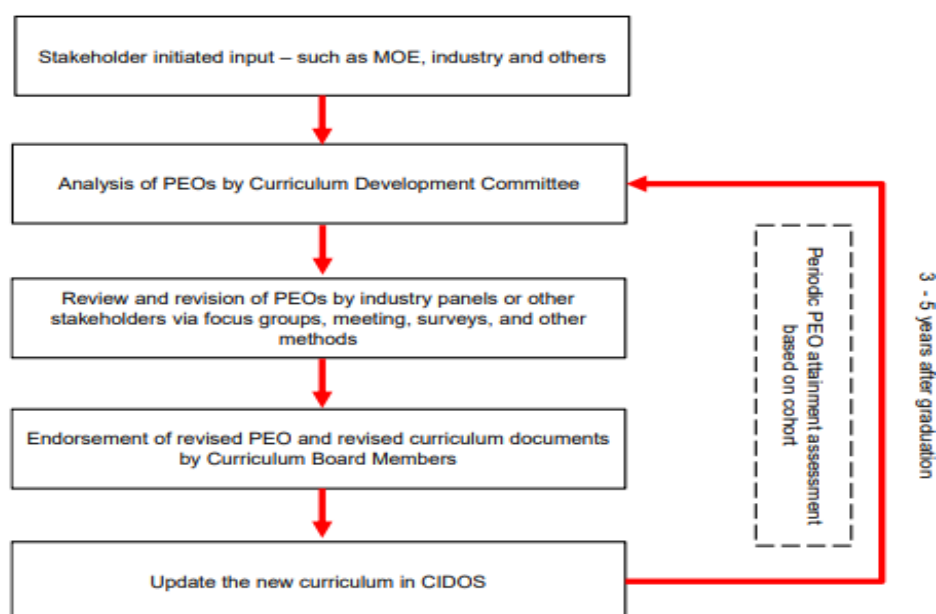 Stakeholder initiated input – such as MOE, industry and others
Analysis of PEOs by Curriculum Development Committee
Review and revision of PEOs by industry panels or other
stakeholders via focus groups, meeting, surveys, and other
methods
Endorsement of revised PEO and revised curriculum documents
by Curriculum Board Members
Update the new curriculum in CIDOS
Periodic PEO attainment assessment
based on cohort
3 - 5 years after graduation